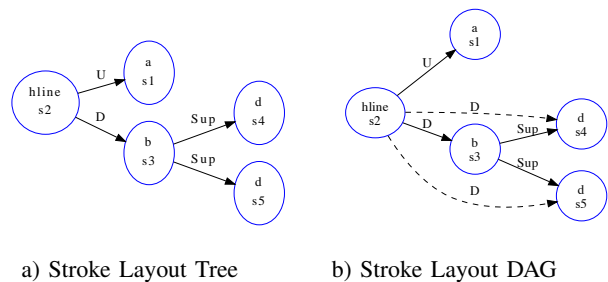 a
s1
U
hline
s2
D
b
s3
Sup
d
s4
Sup
d
s5
a
s1
hline
s2
D
D
b
s3
Sup
d
s4
Sup
D
d
s5
U
a) Stroke Layout Tree
b) Stroke Layout DAG